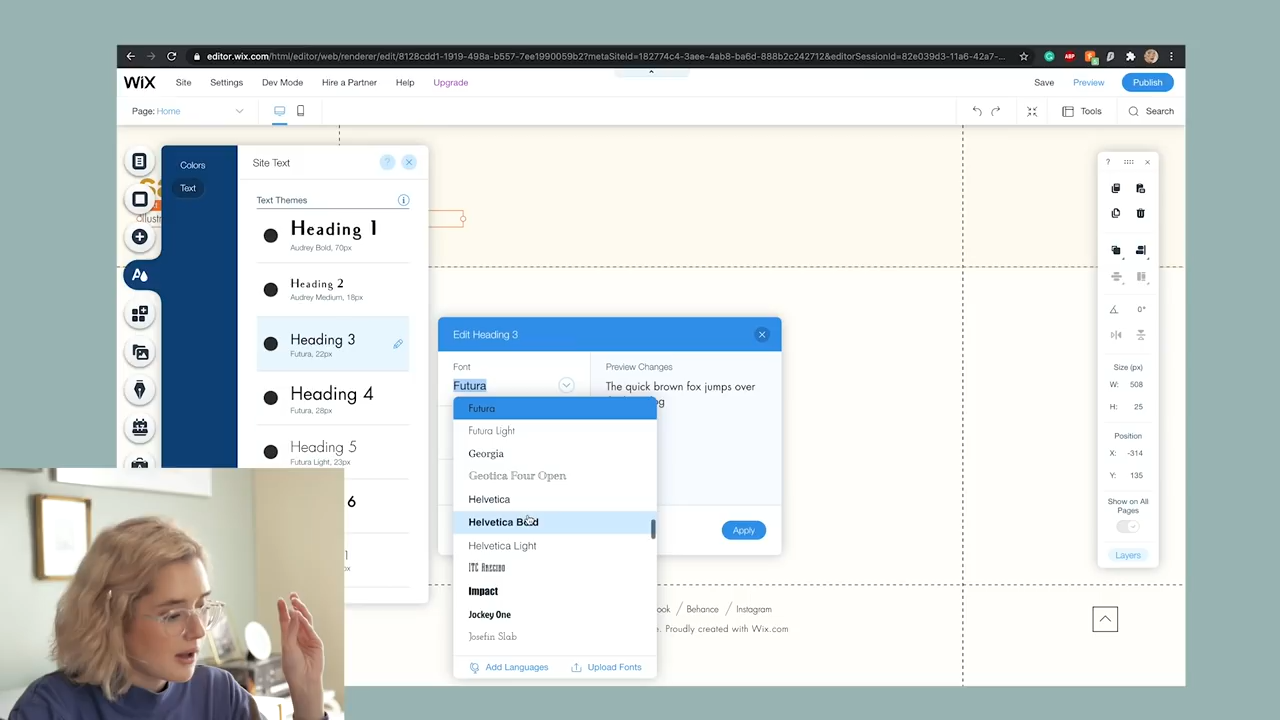 editor.wix.com/html/editor/web/renderer/edit/8128cdd1-1919-498a-b557-7ee1990059b2?metaSiteId=182774c4-3aee-4ab8-ba6d-888b2c242712&editorSessionId=82e039d3-11a6-42a7-...
WiX Site Settings Dev Mode Hire a Partner Help Upgrade Save Preview Publish
Page: Home Tools Search
Colors
Text
Site Text
Text Themes
Heading 1
Audrey Bold, 70px
Heading 2
Audrey Medium, 18px
Heading 3
Futura, 22px
Heading 4
Futura, 28px
Heading 5
Futura Light, 23px
6
Edit Heading 3
Font
Futura
Preview Changes
The quick brown fox jumps over
Futura
Futura Light
Georgia
Geotica Four Open
Helvetica
Helvetica Bold
Helvetica Light
ITC Arecibo
Impact
Jockey One
Josefin Slab
Add Languages Upload Fonts
Apply
/ Behance / Instagram
Proudly created with Wix.com
0°
Size (px)
W: 508
H: 25
Position
X: -314
Y: 135
Show on All
Pages
Layers